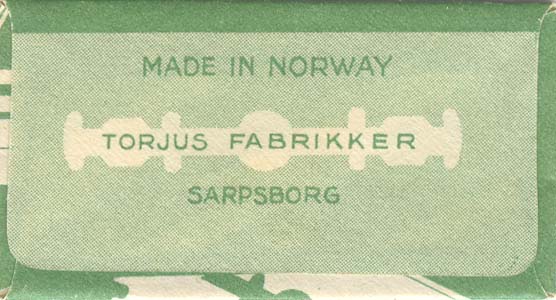 MADE IN NORWAY
TORJUS FABRIKKER
SARPSBORG